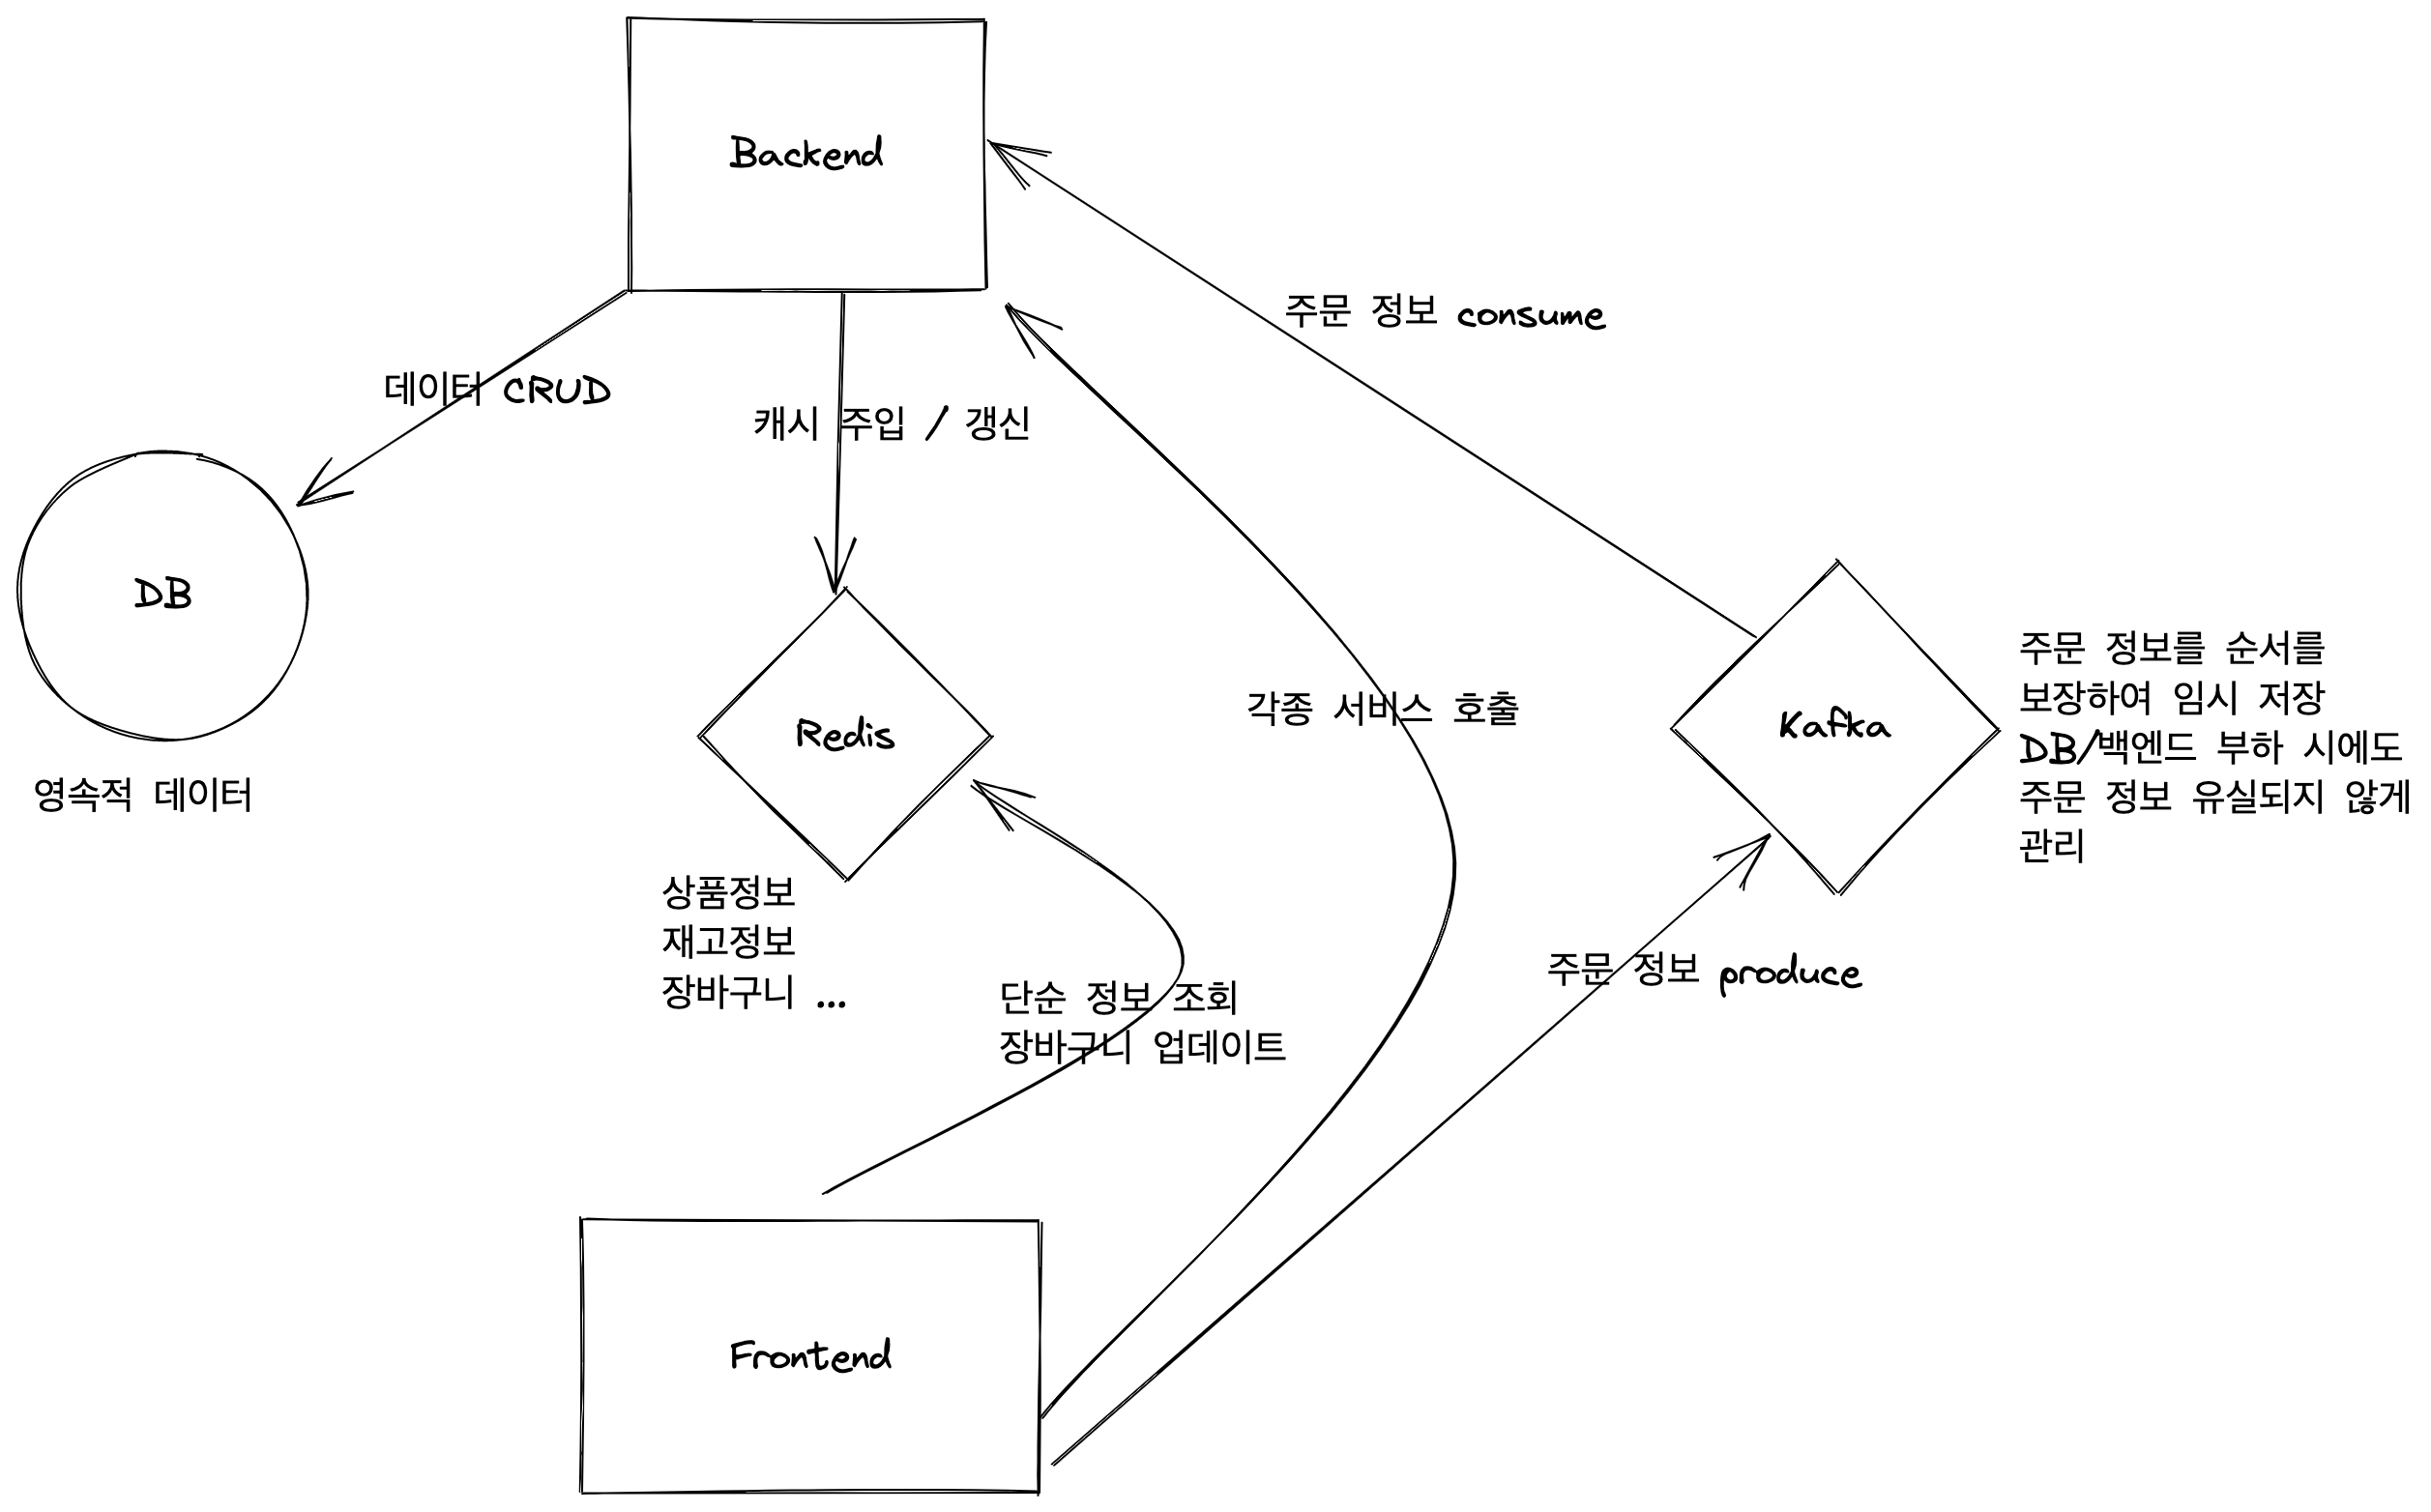 Backend
주문 정보 consume
데이터 CRUD
캐시 주입 / 갱신
DB
영속적 데이터
Redis
상품정보
재고정보
장바구니 ...
각종 서비스 호출
Kafka
주문 정보를 순서를
보장하여 임시 저장
DB/백엔드 부하 시에도
주문 정보 유실되지 않게
관리
단순 정보 조회
장바구니 업데이트
주문 정보 produce
Frontend